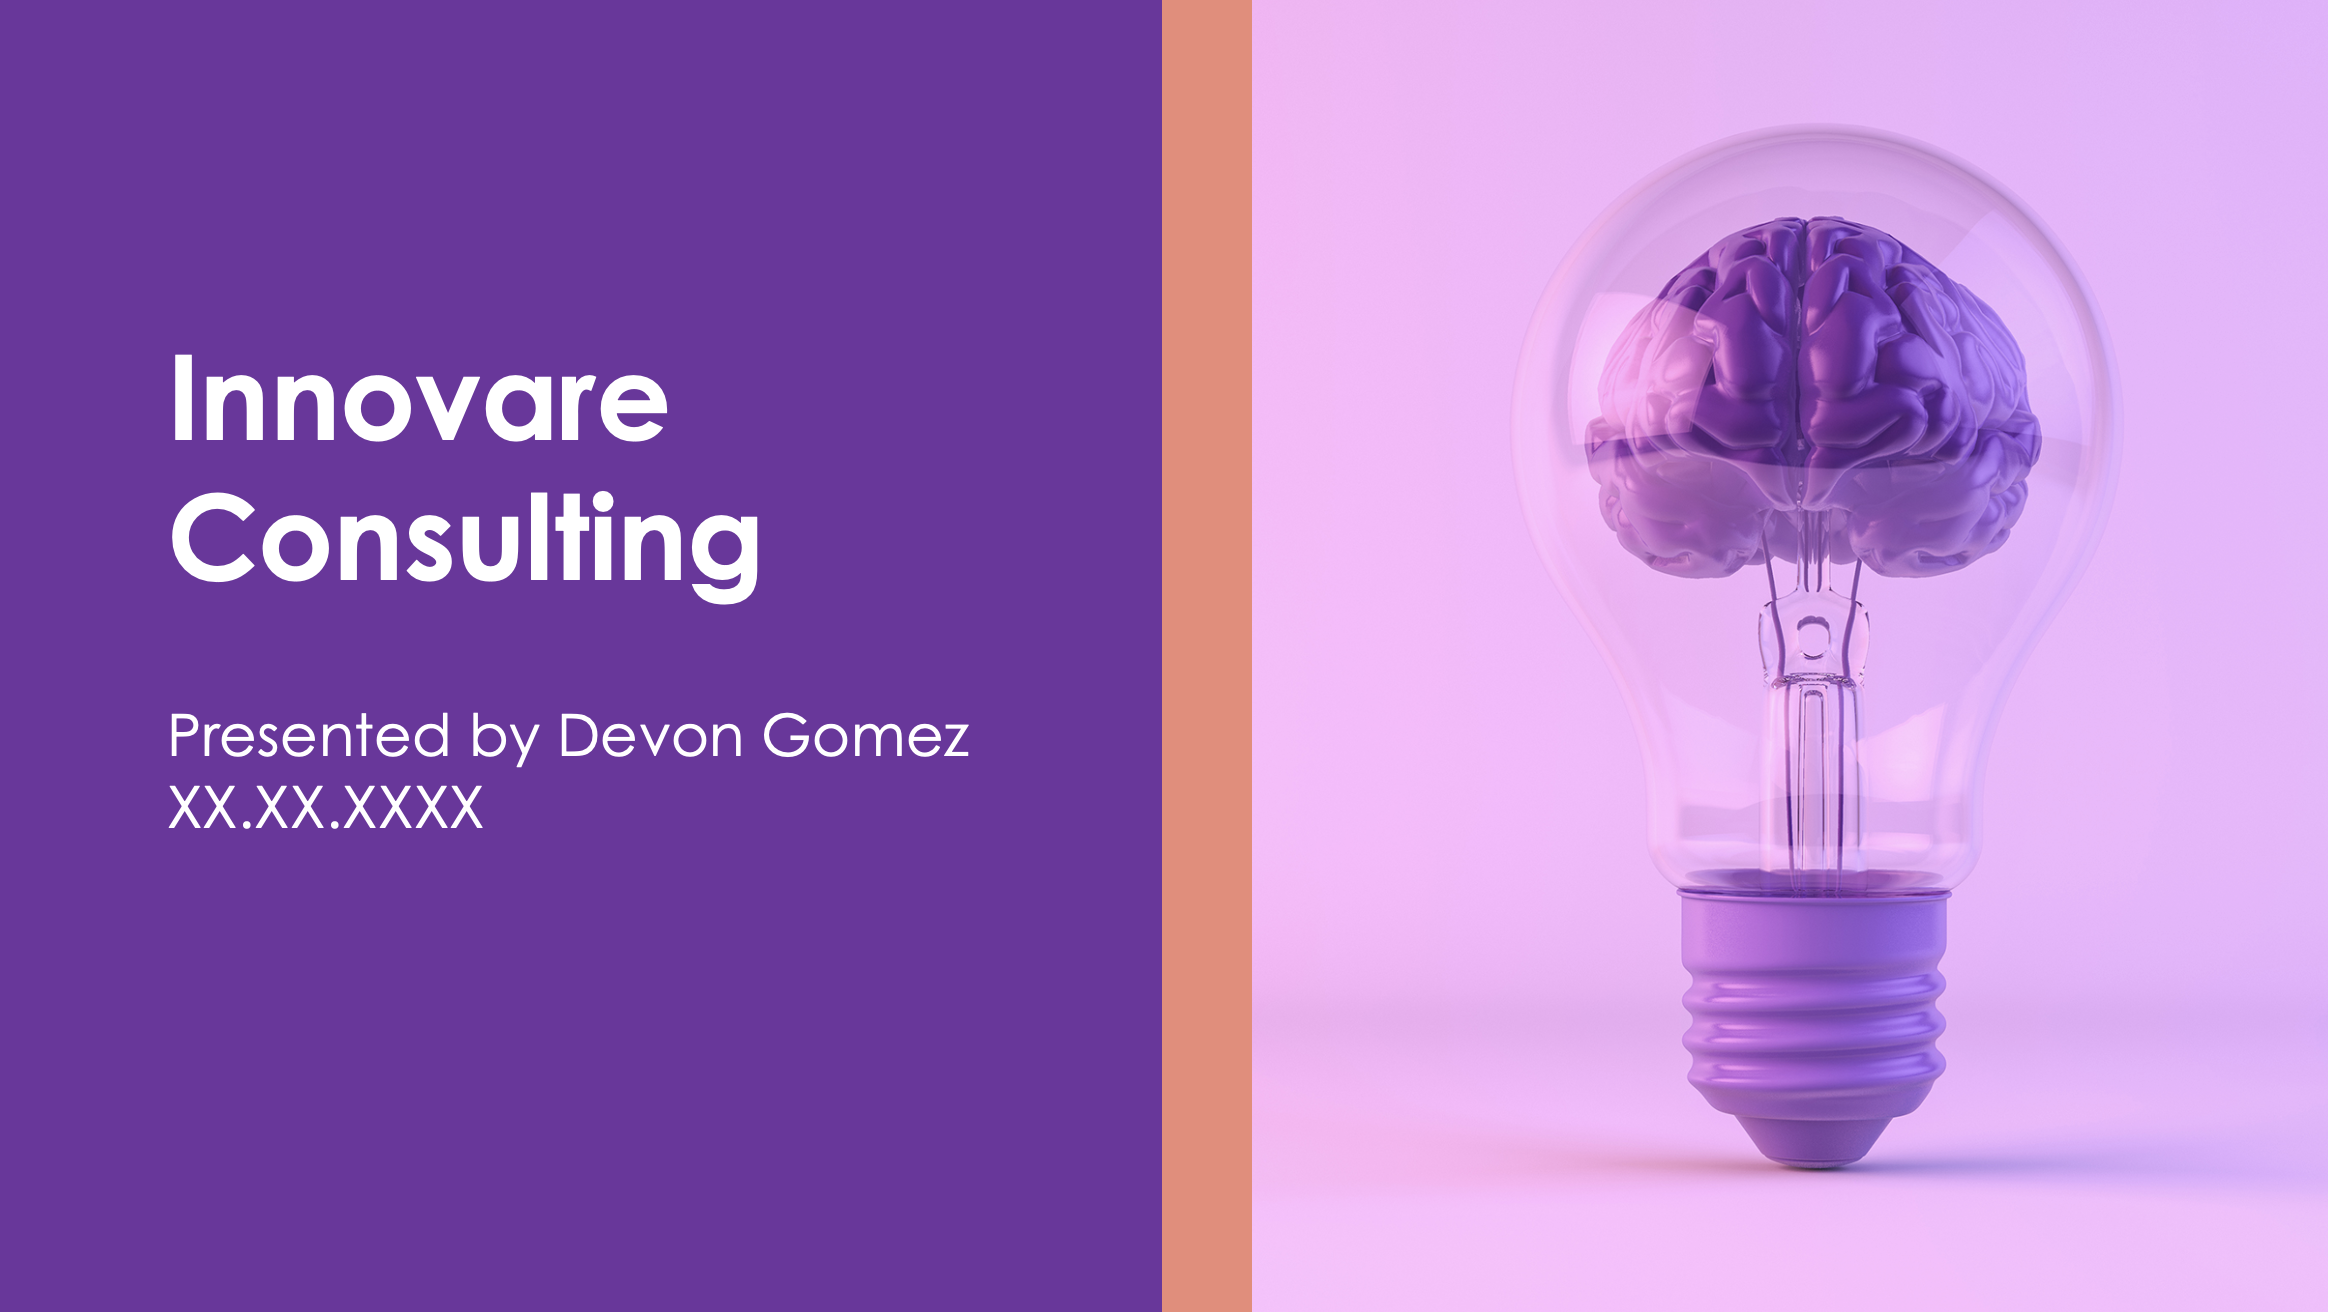 Innovare
Consulting
Presented by Devon Gomez
XX.XX.XXXX